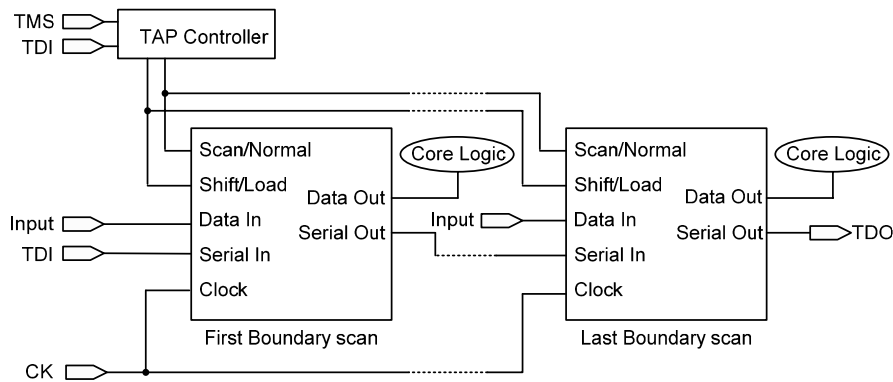 TMS
TDI
TAP Controller
Scan/Normal
Shift/Load
Data In
Serial In
Clock
Data Out
Serial Out
Core Logic
Input
TDI
First Boundary scan
CK
Scan/Normal
Shift/Load
Data In
Serial In
Clock
Data Out
Serial Out
Core Logic
Input
TDO
Last Boundary scan